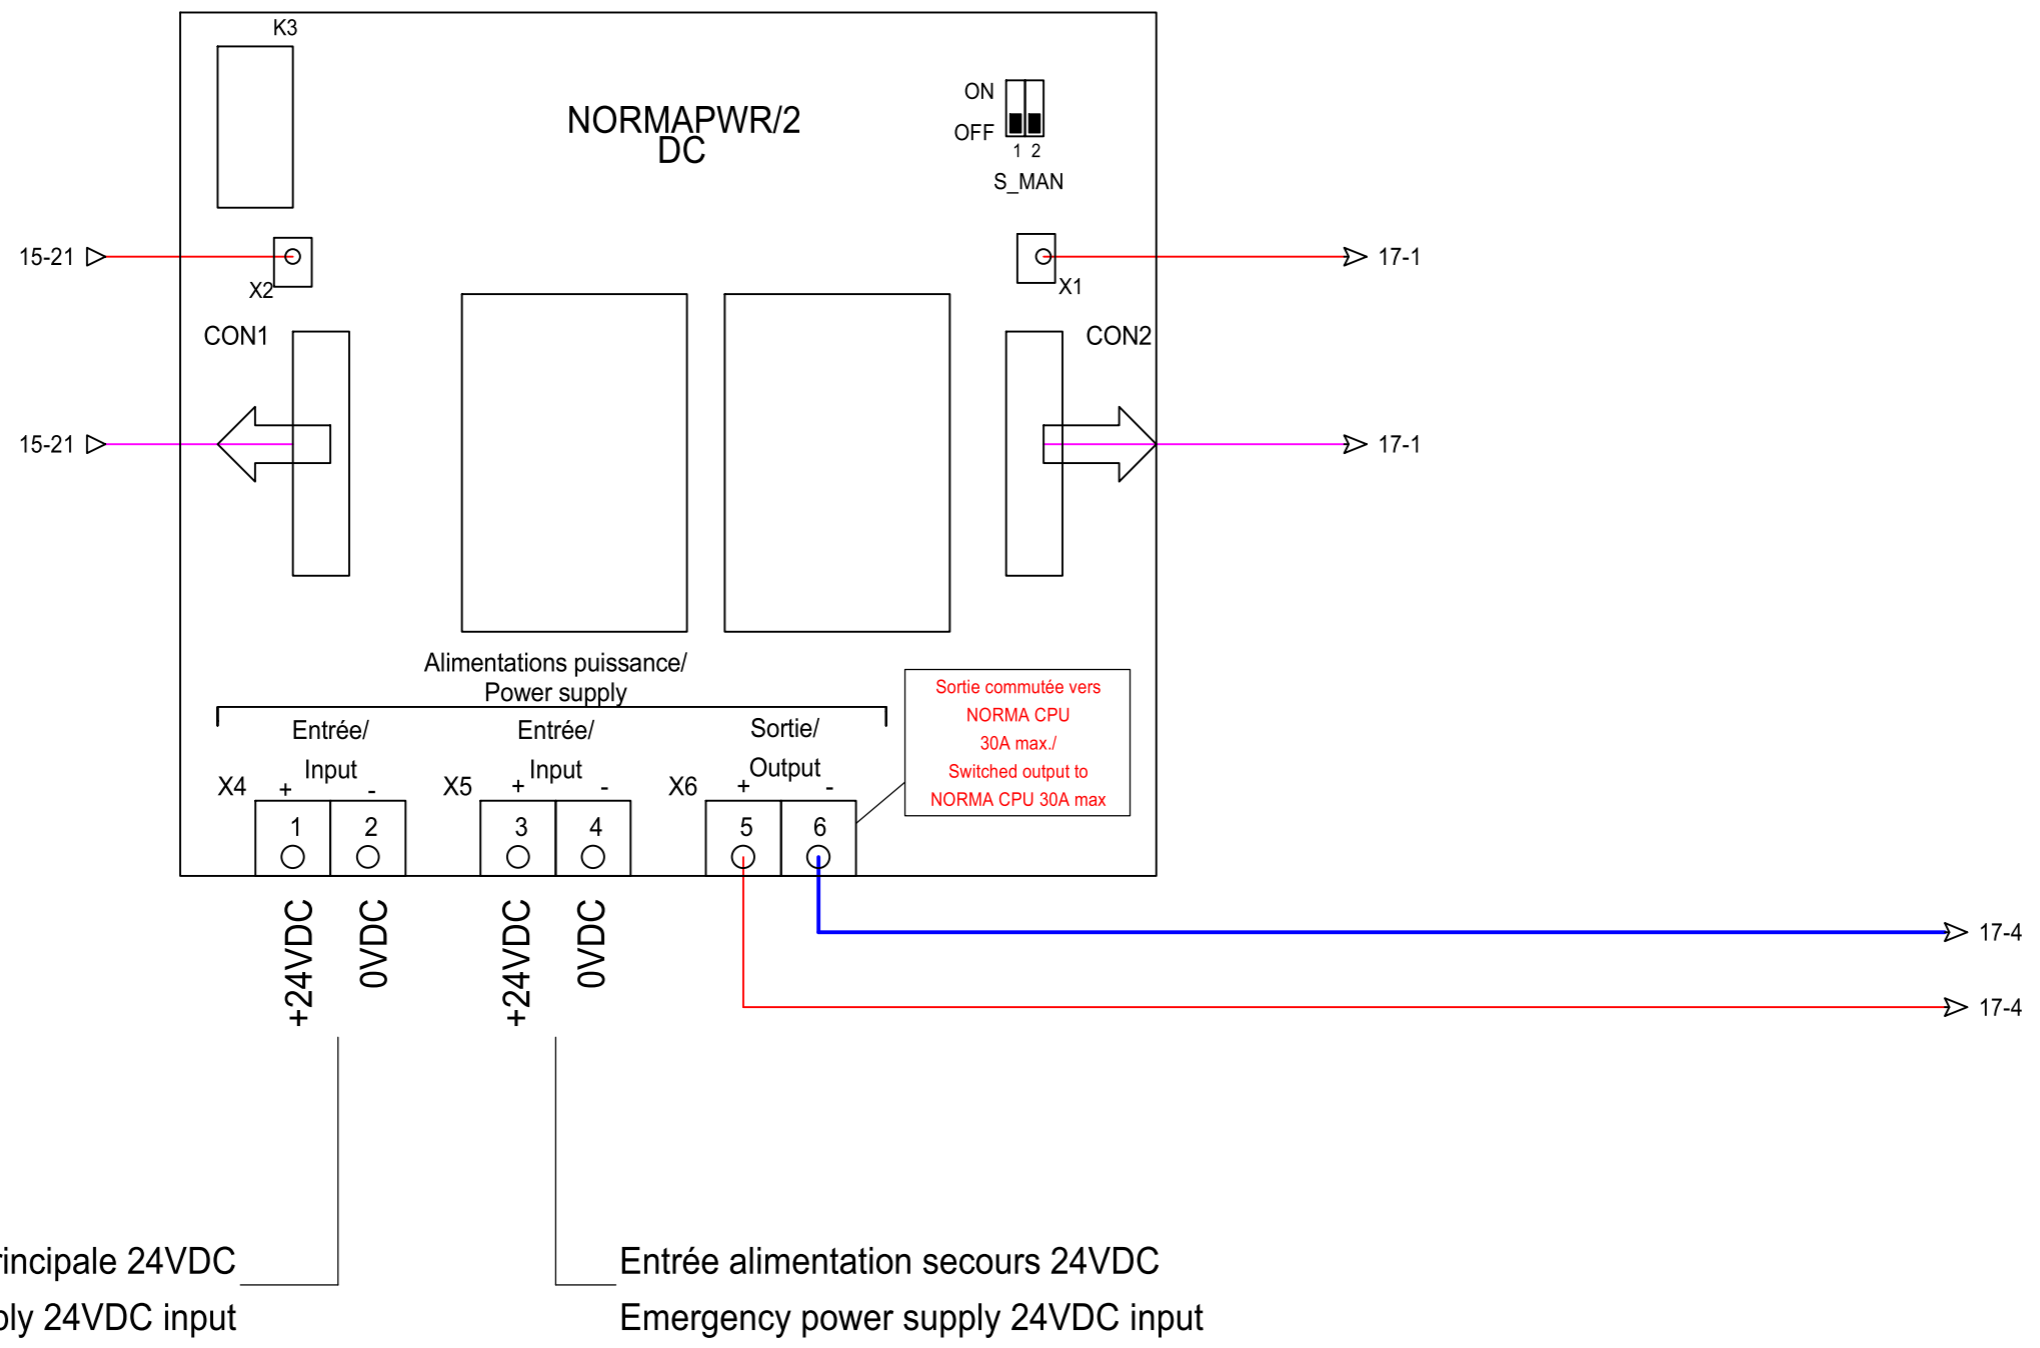 K3
NORMAPWR/2
DC
ON
OFF
1 2
S_MAN
15-21
X2
X1
17-1
CON1
CON2
15-21
17-1
Alimentations puissance/
Power supply
Entrée/
Input
Entrée/
Input
Sortie/
Output
Sortie commutée vers
NORMA CPU
30A max./
Switched output to
NORMA CPU 30A max
X4 + -
X5 + -
X6 + -
1 2
3 4
5 6
+24VDC
0VDC
+24VDC
0VDC
17-4
17-4
24VDC
24VDC input
Entrée alimentation secours 24VDC
Emergency power supply 24VDC input